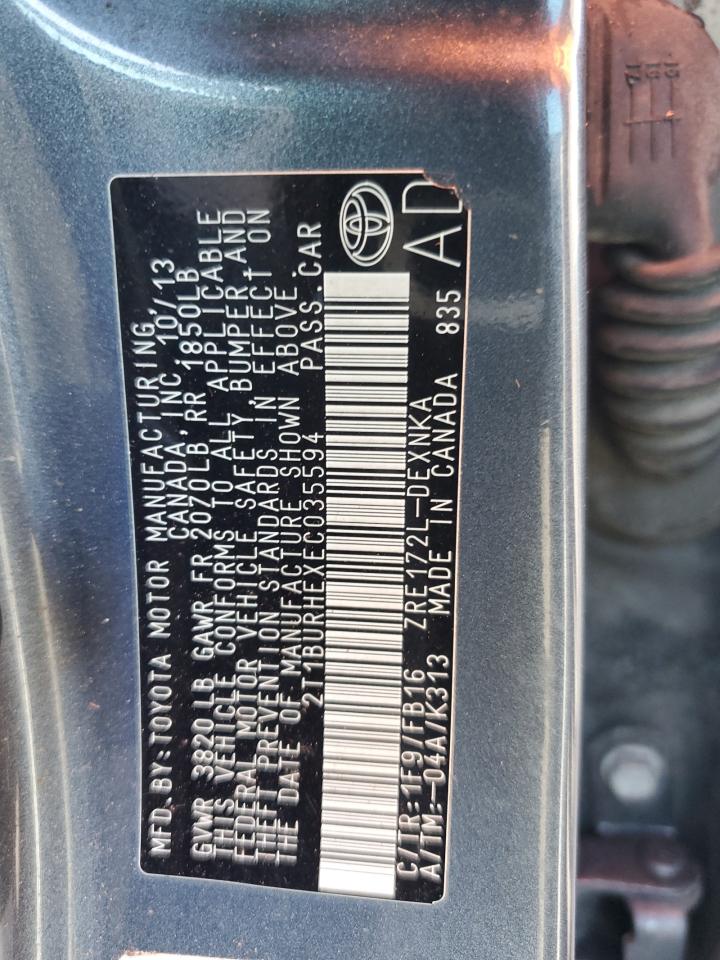 MFD. BY: TOYOTA MOTOR MANUFACTURING,
CANADA, INC. 10/13
GVWR 3820 LB GAWR FR 2070LB, RR 1850LB
THIS VEHICLE CONFORMS TO ALL APPLICABLE
FEDERAL MOTOR VEHICLE SAFETY, BUMPER, AND
THEFT PREVENTION STANDARDS IN EFFECT ON
THE DATE OF MANUFACTURE SHOWN ABOVE.
2T1BURHEXEC035594 PASS.CAR
C/TR:1F9/FB16 ZRE172L-DEXNKA
A/TM:-04A/K313 MADE IN CANADA 835
AD